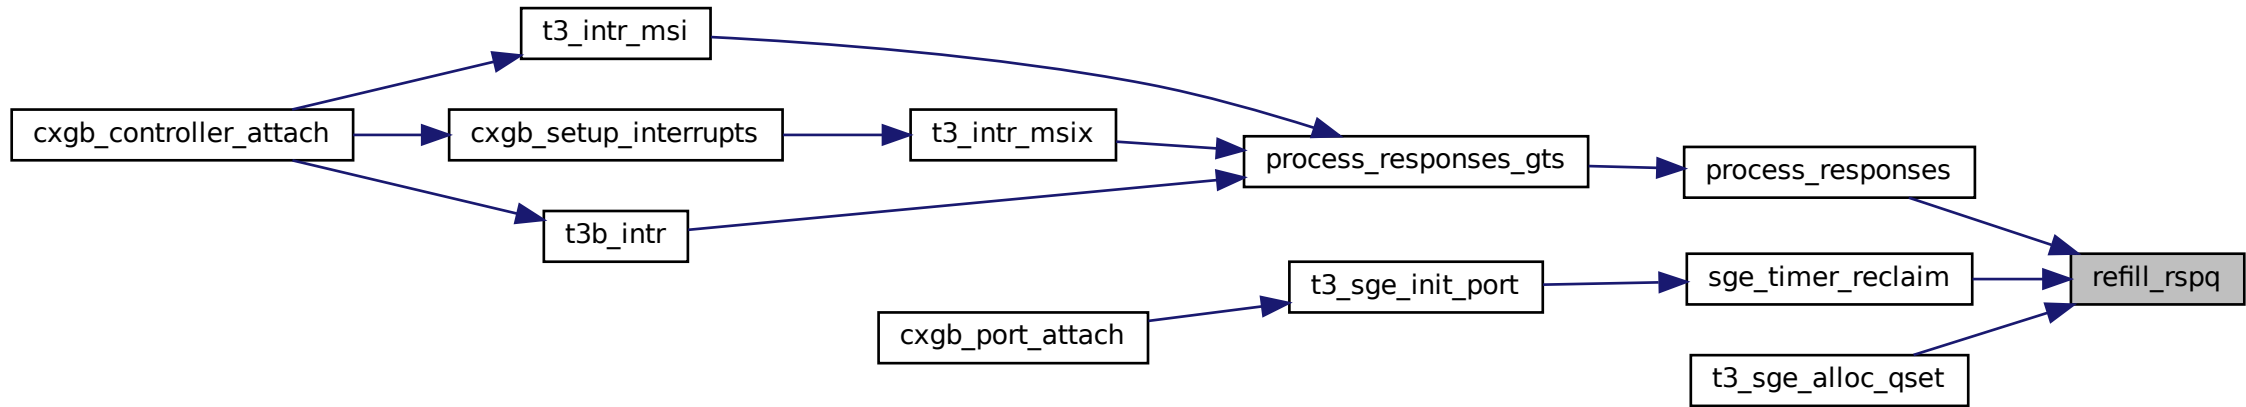 t3_intr_msi
cxgb_controller_attach
cxgb_setup_interrupts
t3_intr_msix
process_responses_gts
process_responses
t3b_intr
t3_sge_init_port
sge_timer_reclaim
refill_rspq
cxgb_port_attach
t3_sge_alloc_qset